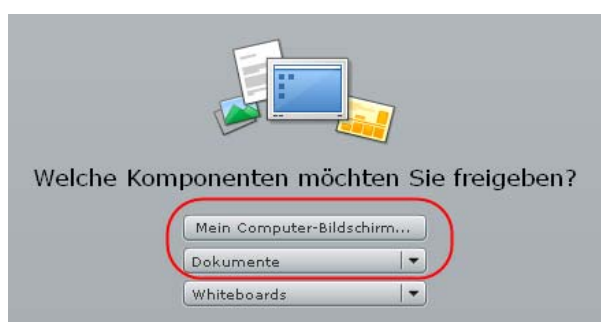 Welche Komponenten möchten Sie freigeben?
Mein Computer-Bildschirm...
Dokumente
Whiteboards